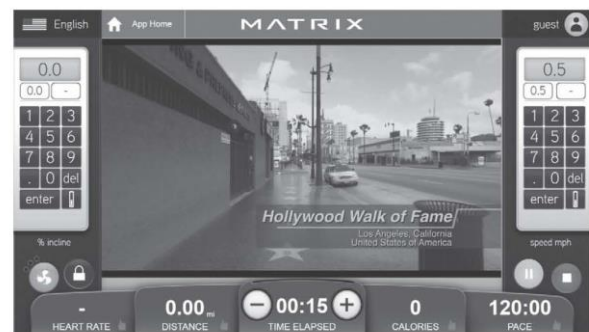 English
App Home
MATRIX
guest
0.0
0.0 -
1 2 3
4 5 6
7 8 9
. 0 del
enter
% incline
Hollywood Walk of Fame
Los Angeles, California
United States of America
0.5
0.5 -
1 2 3
4 5 6
7 8 9
. 0 del
enter
speed mph
-
HEART RATE
0.00 mi
DISTANCE
- 00:15 +
TIME ELAPSED
0
CALORIES
120:00
PACE